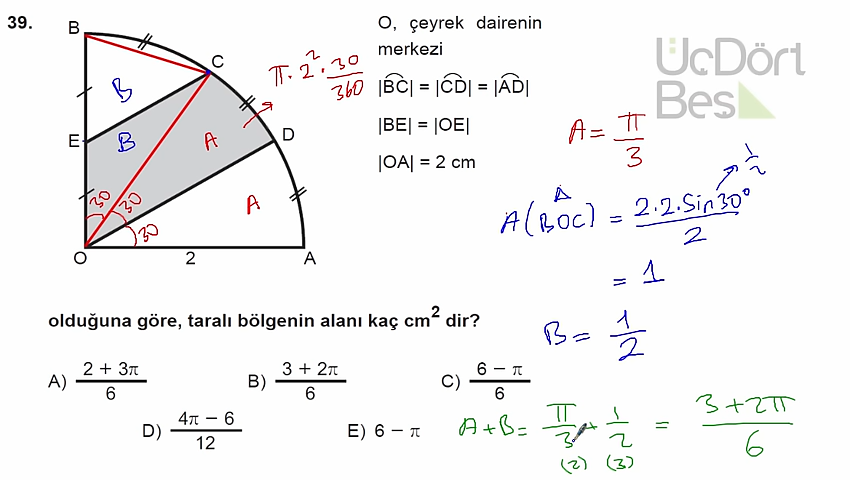 39.
O, çeyrek dairenin
merkezi
|BC| = |CD| = |AD|
|BE| = |OE|
|OA| = 2 cm
ÜçDört
Beş
B
C
D
E
O
2
A
B
B
A
A
30
30
30
π · 2² · 30/360
A = π/3
A(BOC) = 2·2·Sin30°/2
1/2
= 1
B = 1/2
olduğuna göre, taralı bölgenin alanı kaç cm² dir?
A) 2 + 3π/6
B) 3 + 2π/6
C) 6 − π/6
D) 4π − 6/12
E) 6 − π
A + B = π/3 + 1/2 = 3 + 2π/6
(2) (3)